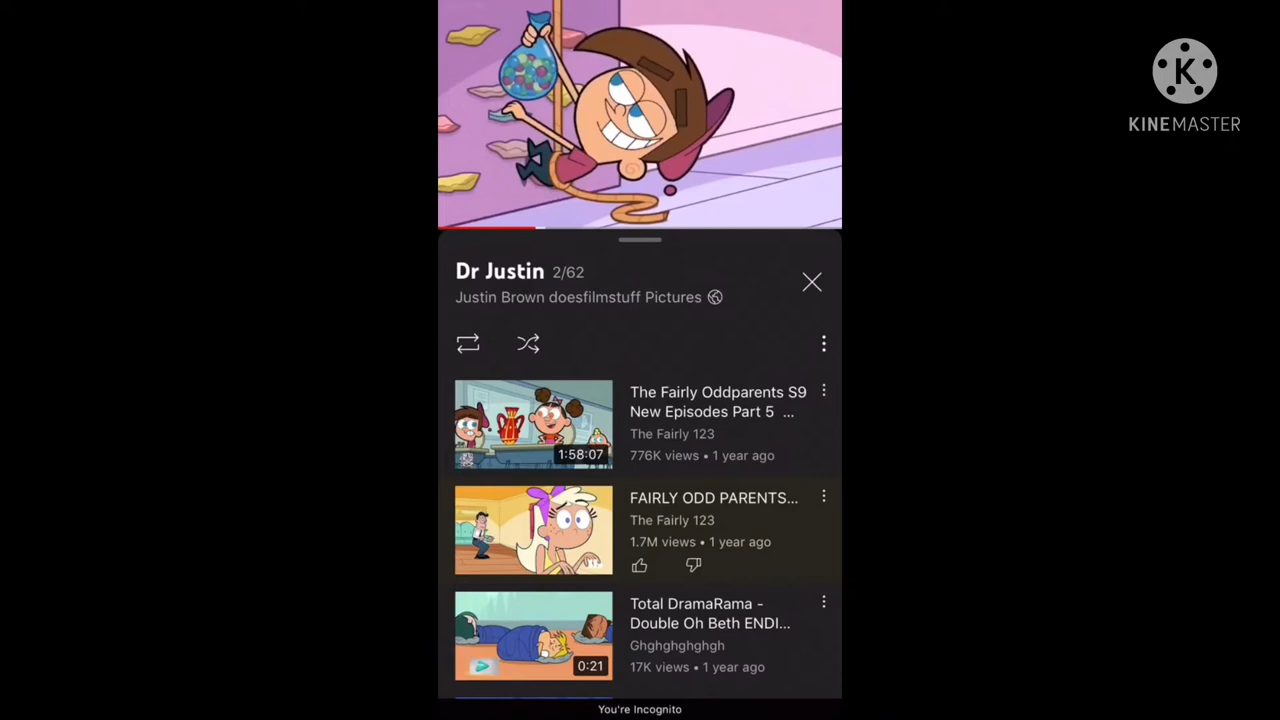 KINEMASTER
Dr Justin 2/62
Justin Brown doesfilmstuff Pictures
The Fairly Oddparents S9
New Episodes Part 5 ...
The Fairly 123
776K views • 1 year ago
1:58:07
FAIRLY ODD PARENTS...
The Fairly 123
1.7M views • 1 year ago
Total DramaRama -
Double Oh Beth ENDI...
Ghghghghghgh
17K views • 1 year ago
0:21
You're Incognito